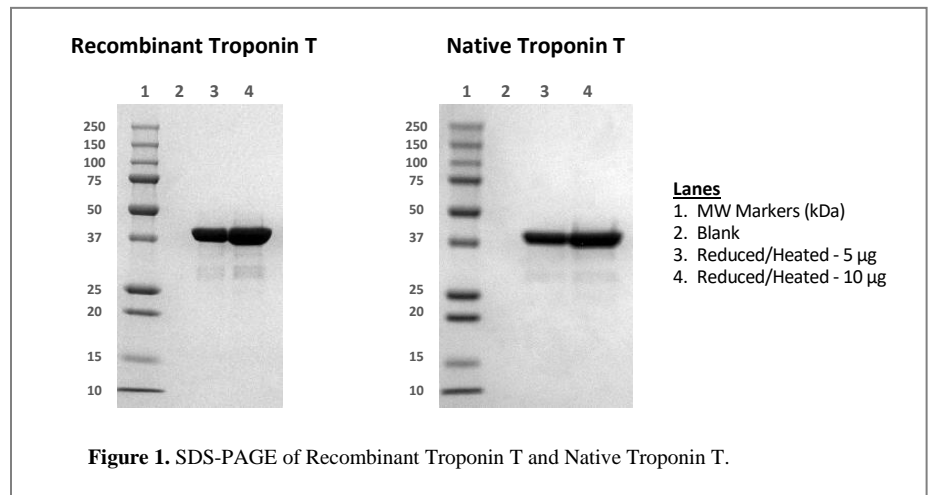 Recombinant Troponin T
1 2 3 4
250
150
100
75
50
37
25
20
15
10
Native Troponin T
1 2 3 4
250
150
100
75
50
37
25
20
15
10
Lanes
1. MW Markers (kDa)
2. Blank
3. Reduced/Heated - 5 µg
4. Reduced/Heated - 10 µg
Figure 1. SDS-PAGE of Recombinant Troponin T and Native Troponin T.